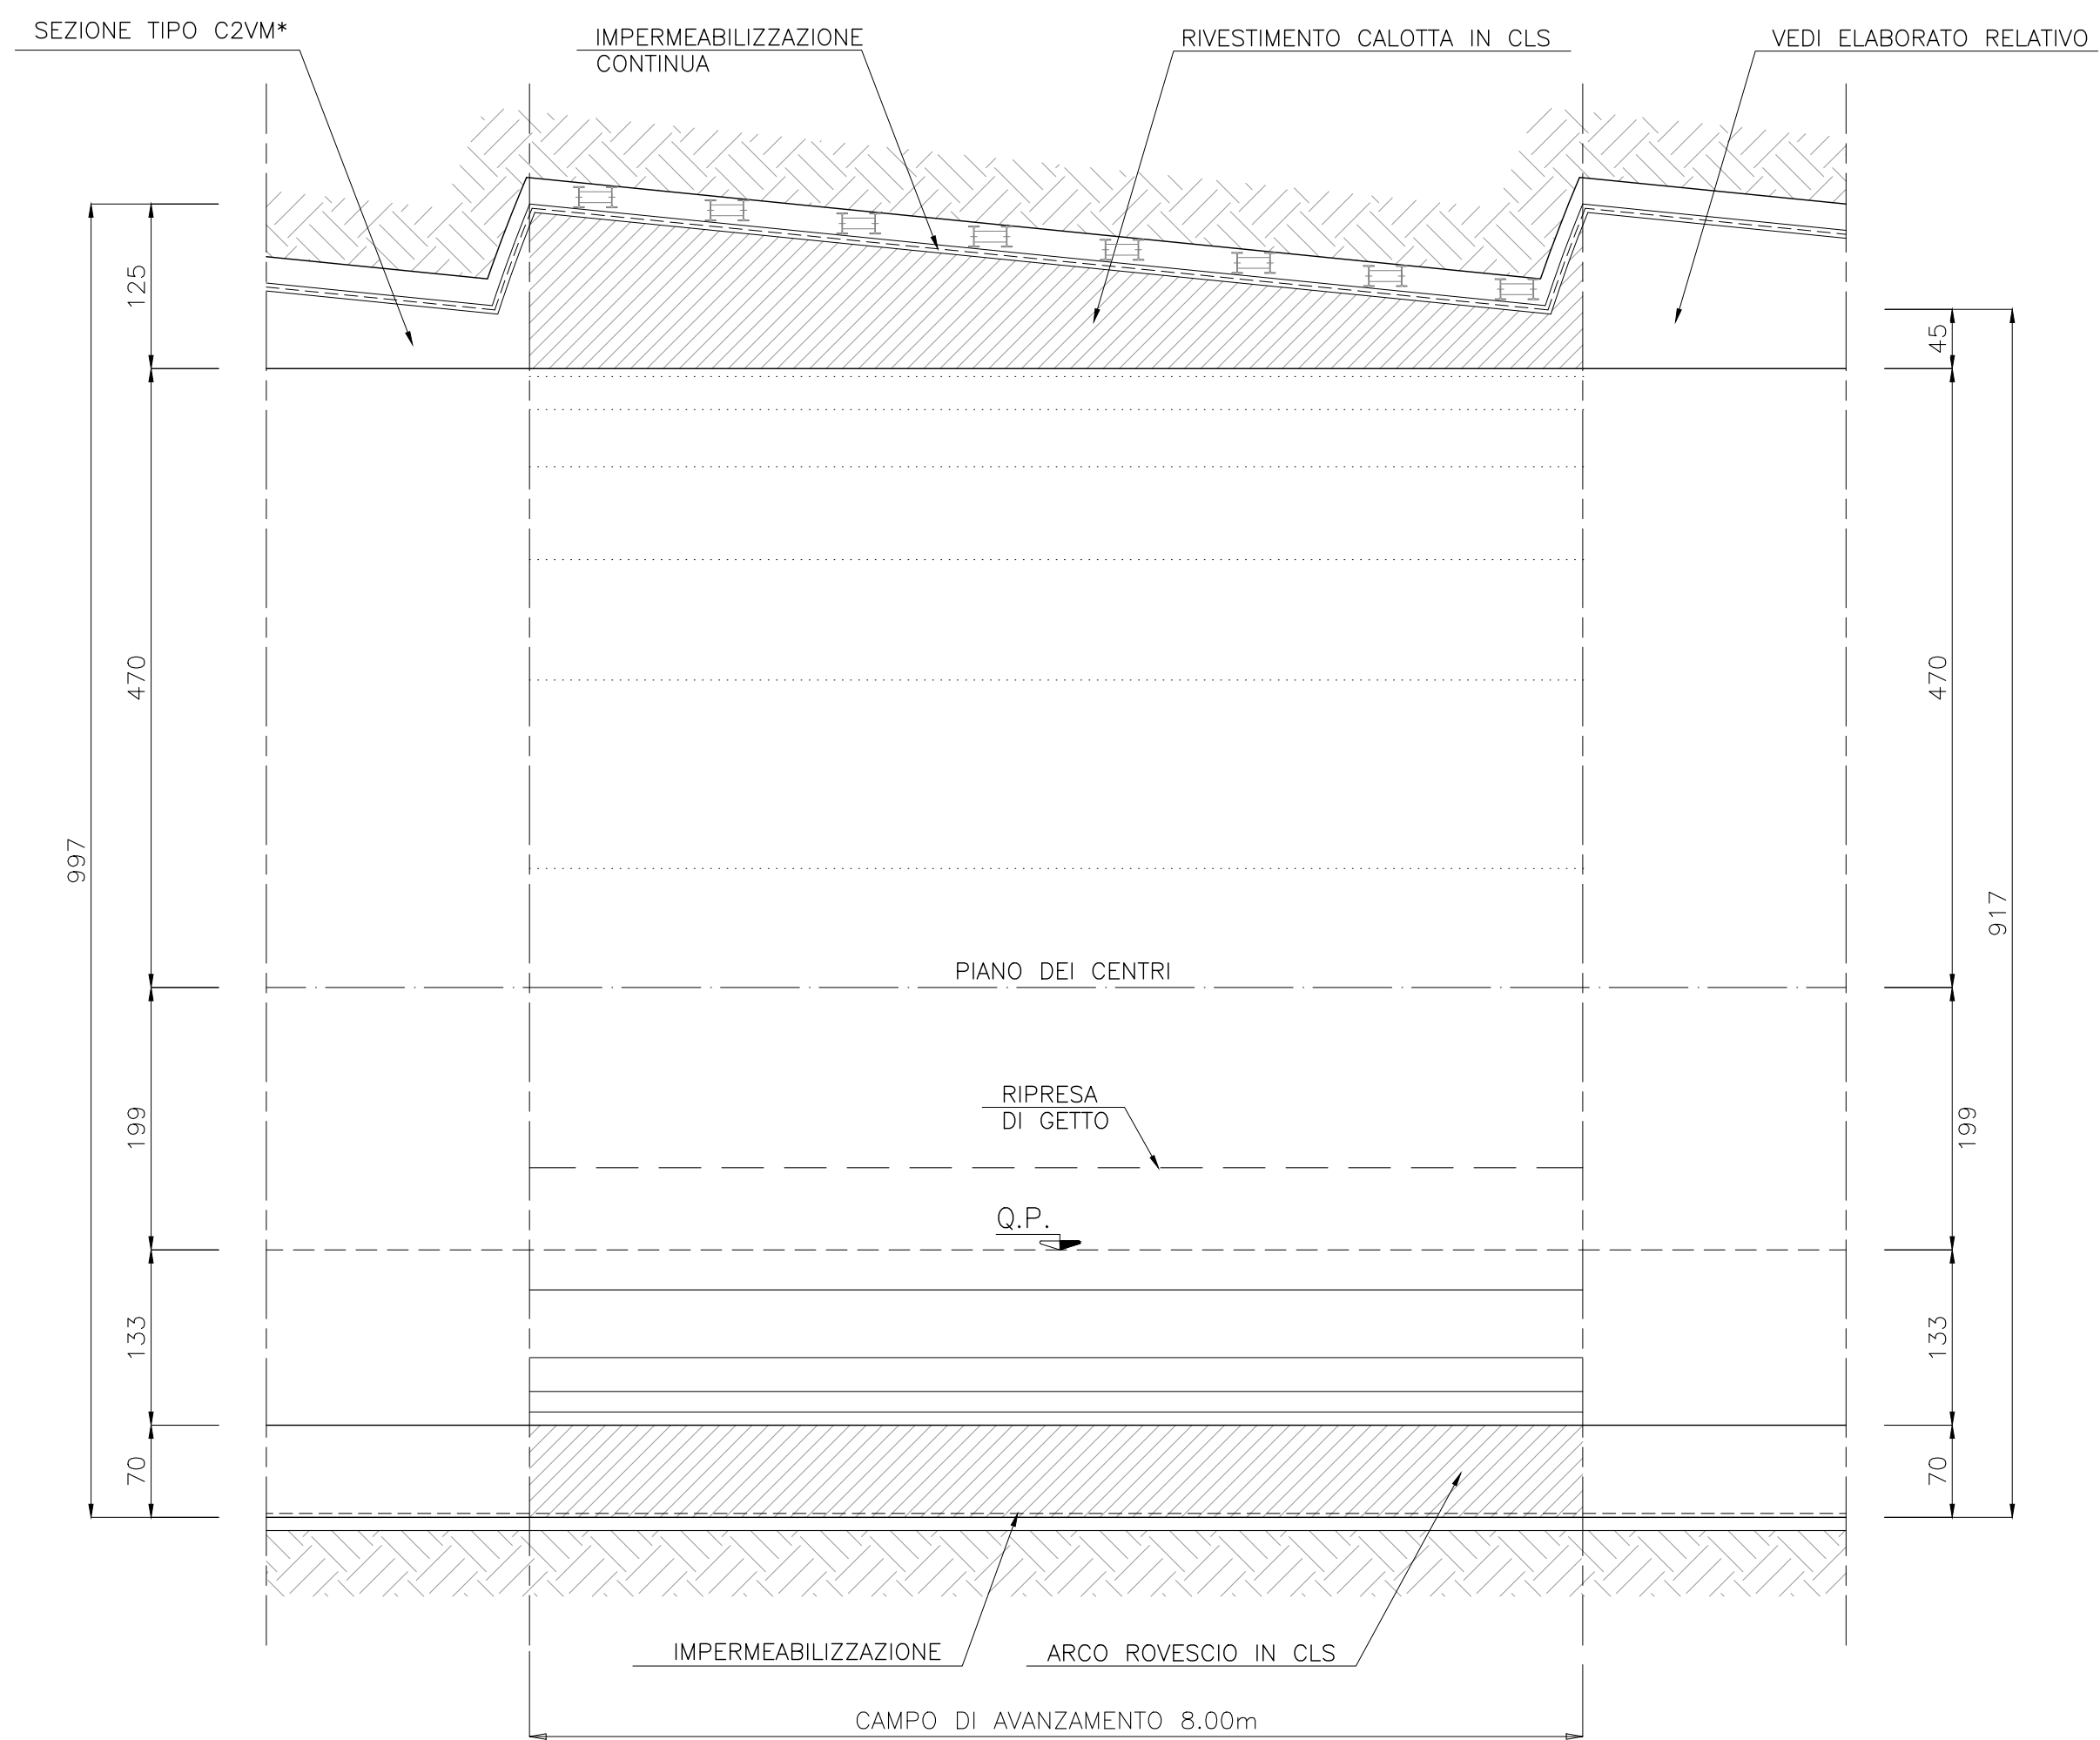 SEZIONE TIPO C2VM*
IMPERMEABILIZZAZIONE
CONTINUA
RIVESTIMENTO CALOTTA IN CLS
VEDI ELABORATO RELATIVO
125
470
997
199
133
70
45
470
917
199
133
70
PIANO DEI CENTRI
RIPRESA
DI GETTO
Q.P.
IMPERMEABILIZZAZIONE
ARCO ROVESCIO IN CLS
CAMPO DI AVANZAMENTO 8.00m